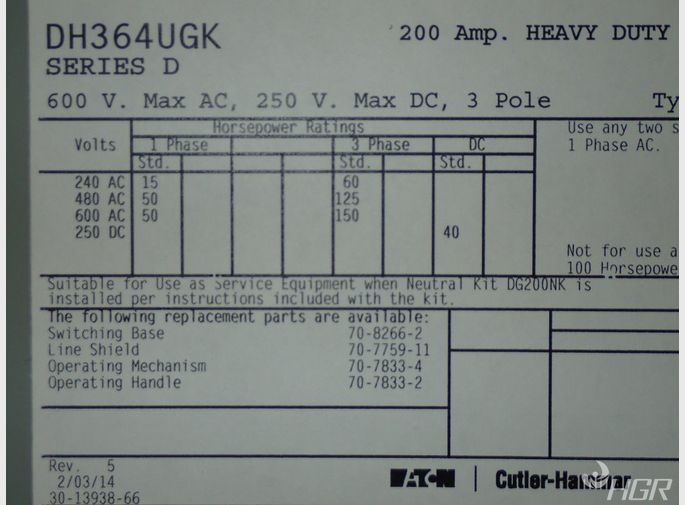 DH364UGK
200 Amp. HEAVY DUTY
SERIES D
600 V. Max AC, 250 V. Max DC, 3 Pole Ty
Horsepower Ratings
Use any two s
Volts 1 Phase 3 Phase DC
1 Phase AC.
Std. Std. Std.
240 AC 15 60
480 AC 50 125
600 AC 50 150
250 DC 40
Not for use a
100 Horsepowe
Suitable for Use as Service Equipment when Neutral Kit DG200NK is
installed per instructions included with the kit.
The following replacement parts are available:
Switching Base 70-8266-2
Line Shield 70-7759-11
Operating Mechanism 70-7833-4
Operating Handle 70-7833-2
Rev. 5
2/03/14
30-13938-66
EATON Cutler-Hammer
HGR